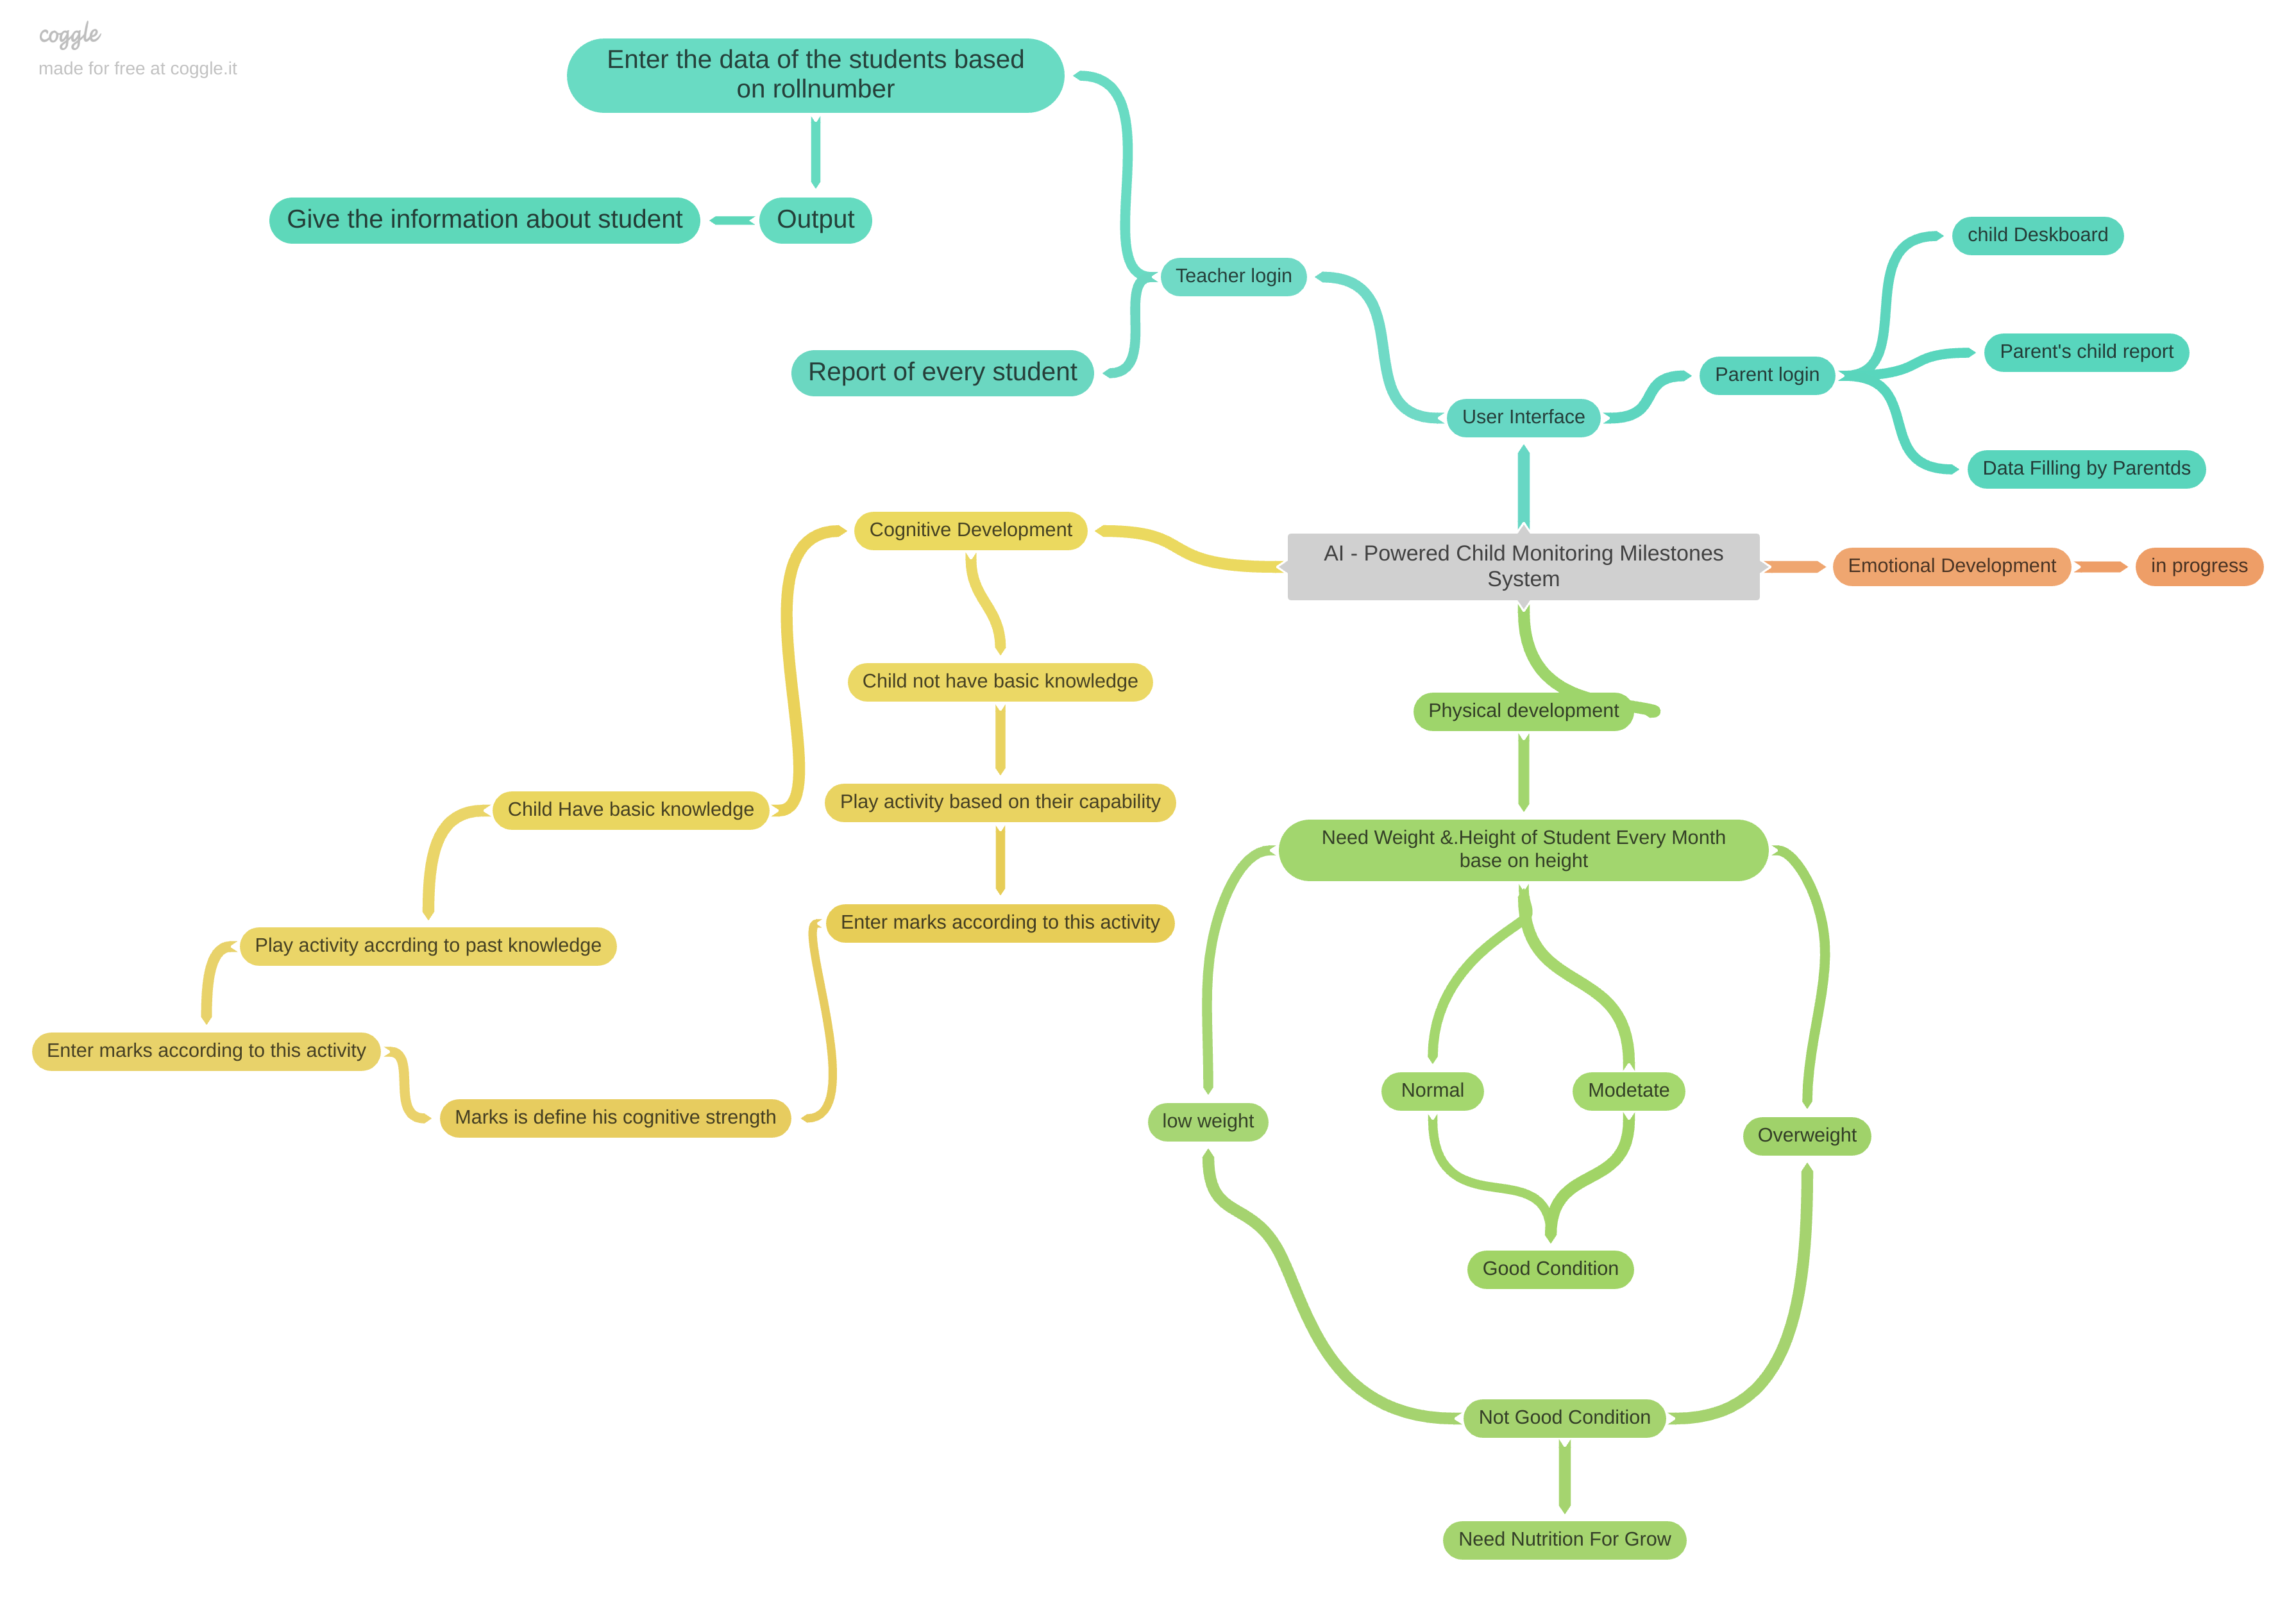 coggle
made for free at coggle.it
Enter the data of the students based
on rollnumber
Give the information about student
Output
Teacher login
Report of every student
User Interface
Parent login
child Deskboard
Parent's child report
Data Filling by Parentds
AI - Powered Child Monitoring Milestones
System
Emotional Development
in progress
Cognitive Development
Child not have basic knowledge
Play activity based on their capability
Enter marks according to this activity
Child Have basic knowledge
Play activity accrding to past knowledge
Enter marks according to this activity
Marks is define his cognitive strength
Physical development
Need Weight &.Height of Student Every Month
base on height
low weight
Normal
Modetate
Overweight
Good Condition
Not Good Condition
Need Nutrition For Grow